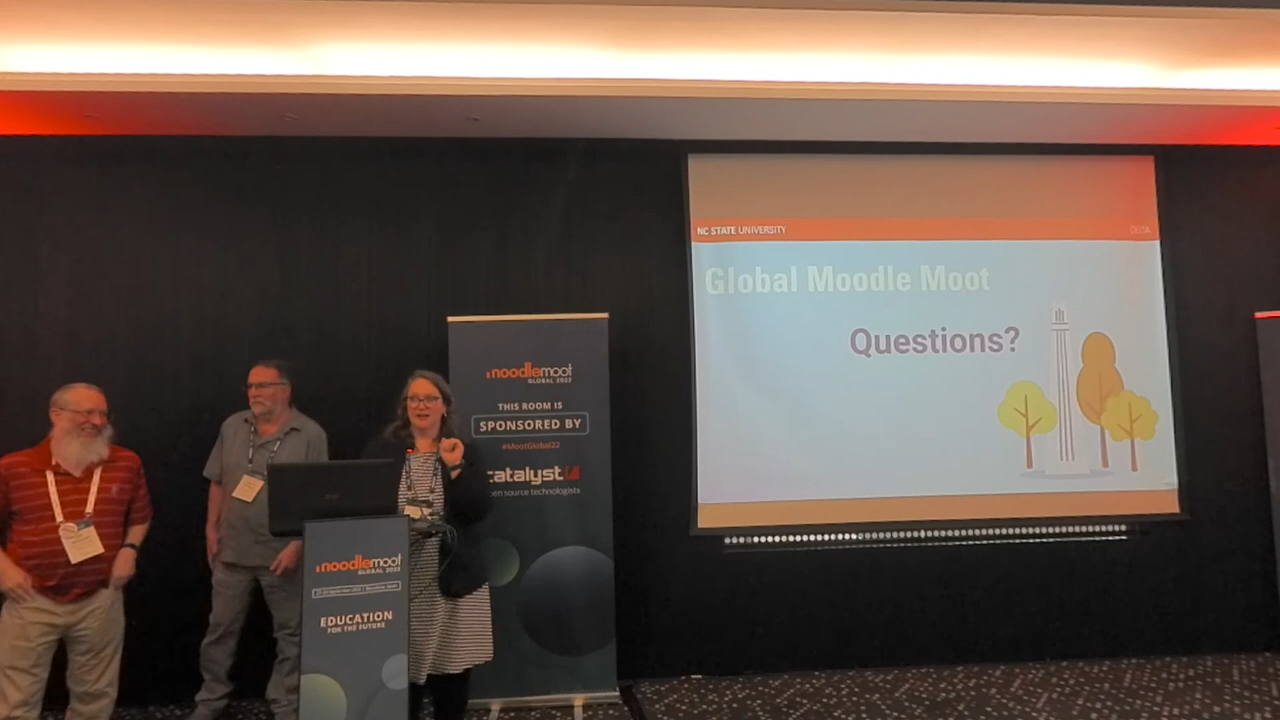 NC STATE UNIVERSITY
DELTA
Global Moodle Moot
Questions?
moodlemoot
GLOBAL 2022
THIS ROOM IS
SPONSORED BY
#MootGlobal22
catalyst
open source technologists
moodlemoot
GLOBAL 2022
EDUCATION
FOR THE FUTURE